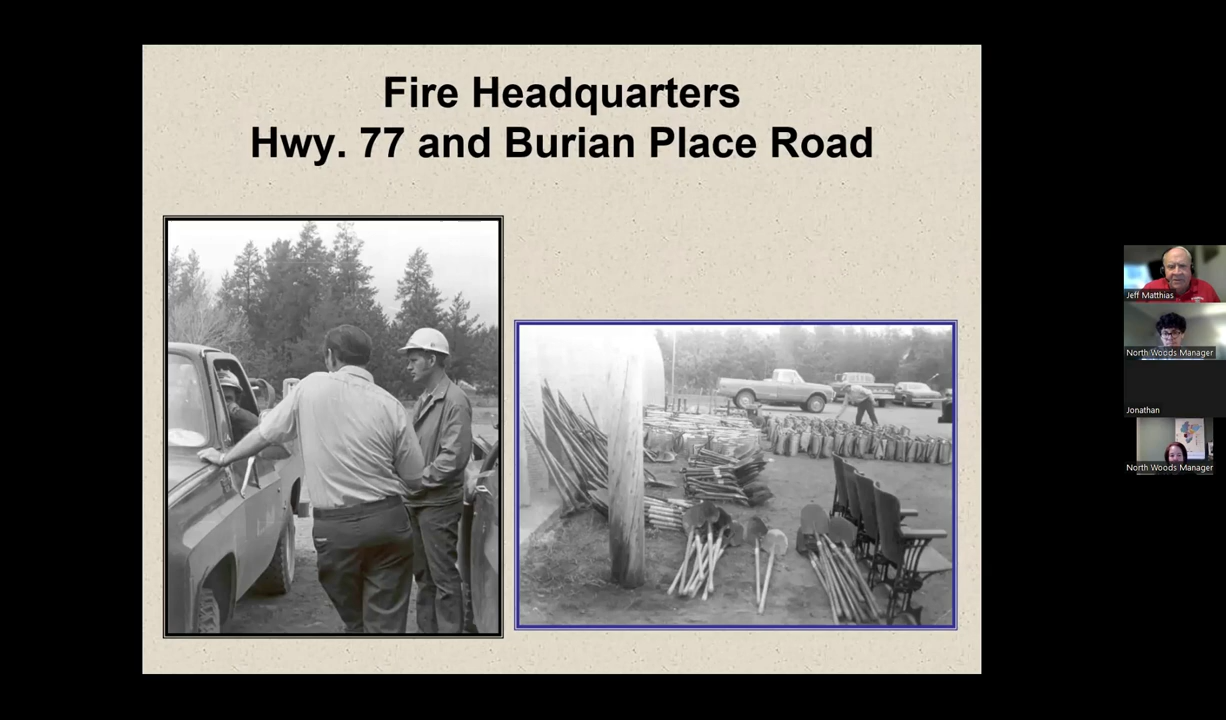 Fire Headquarters
Hwy. 77 and Burian Place Road
Jeff Matthias
North Woods Manager
Jonathan
North Woods Manager